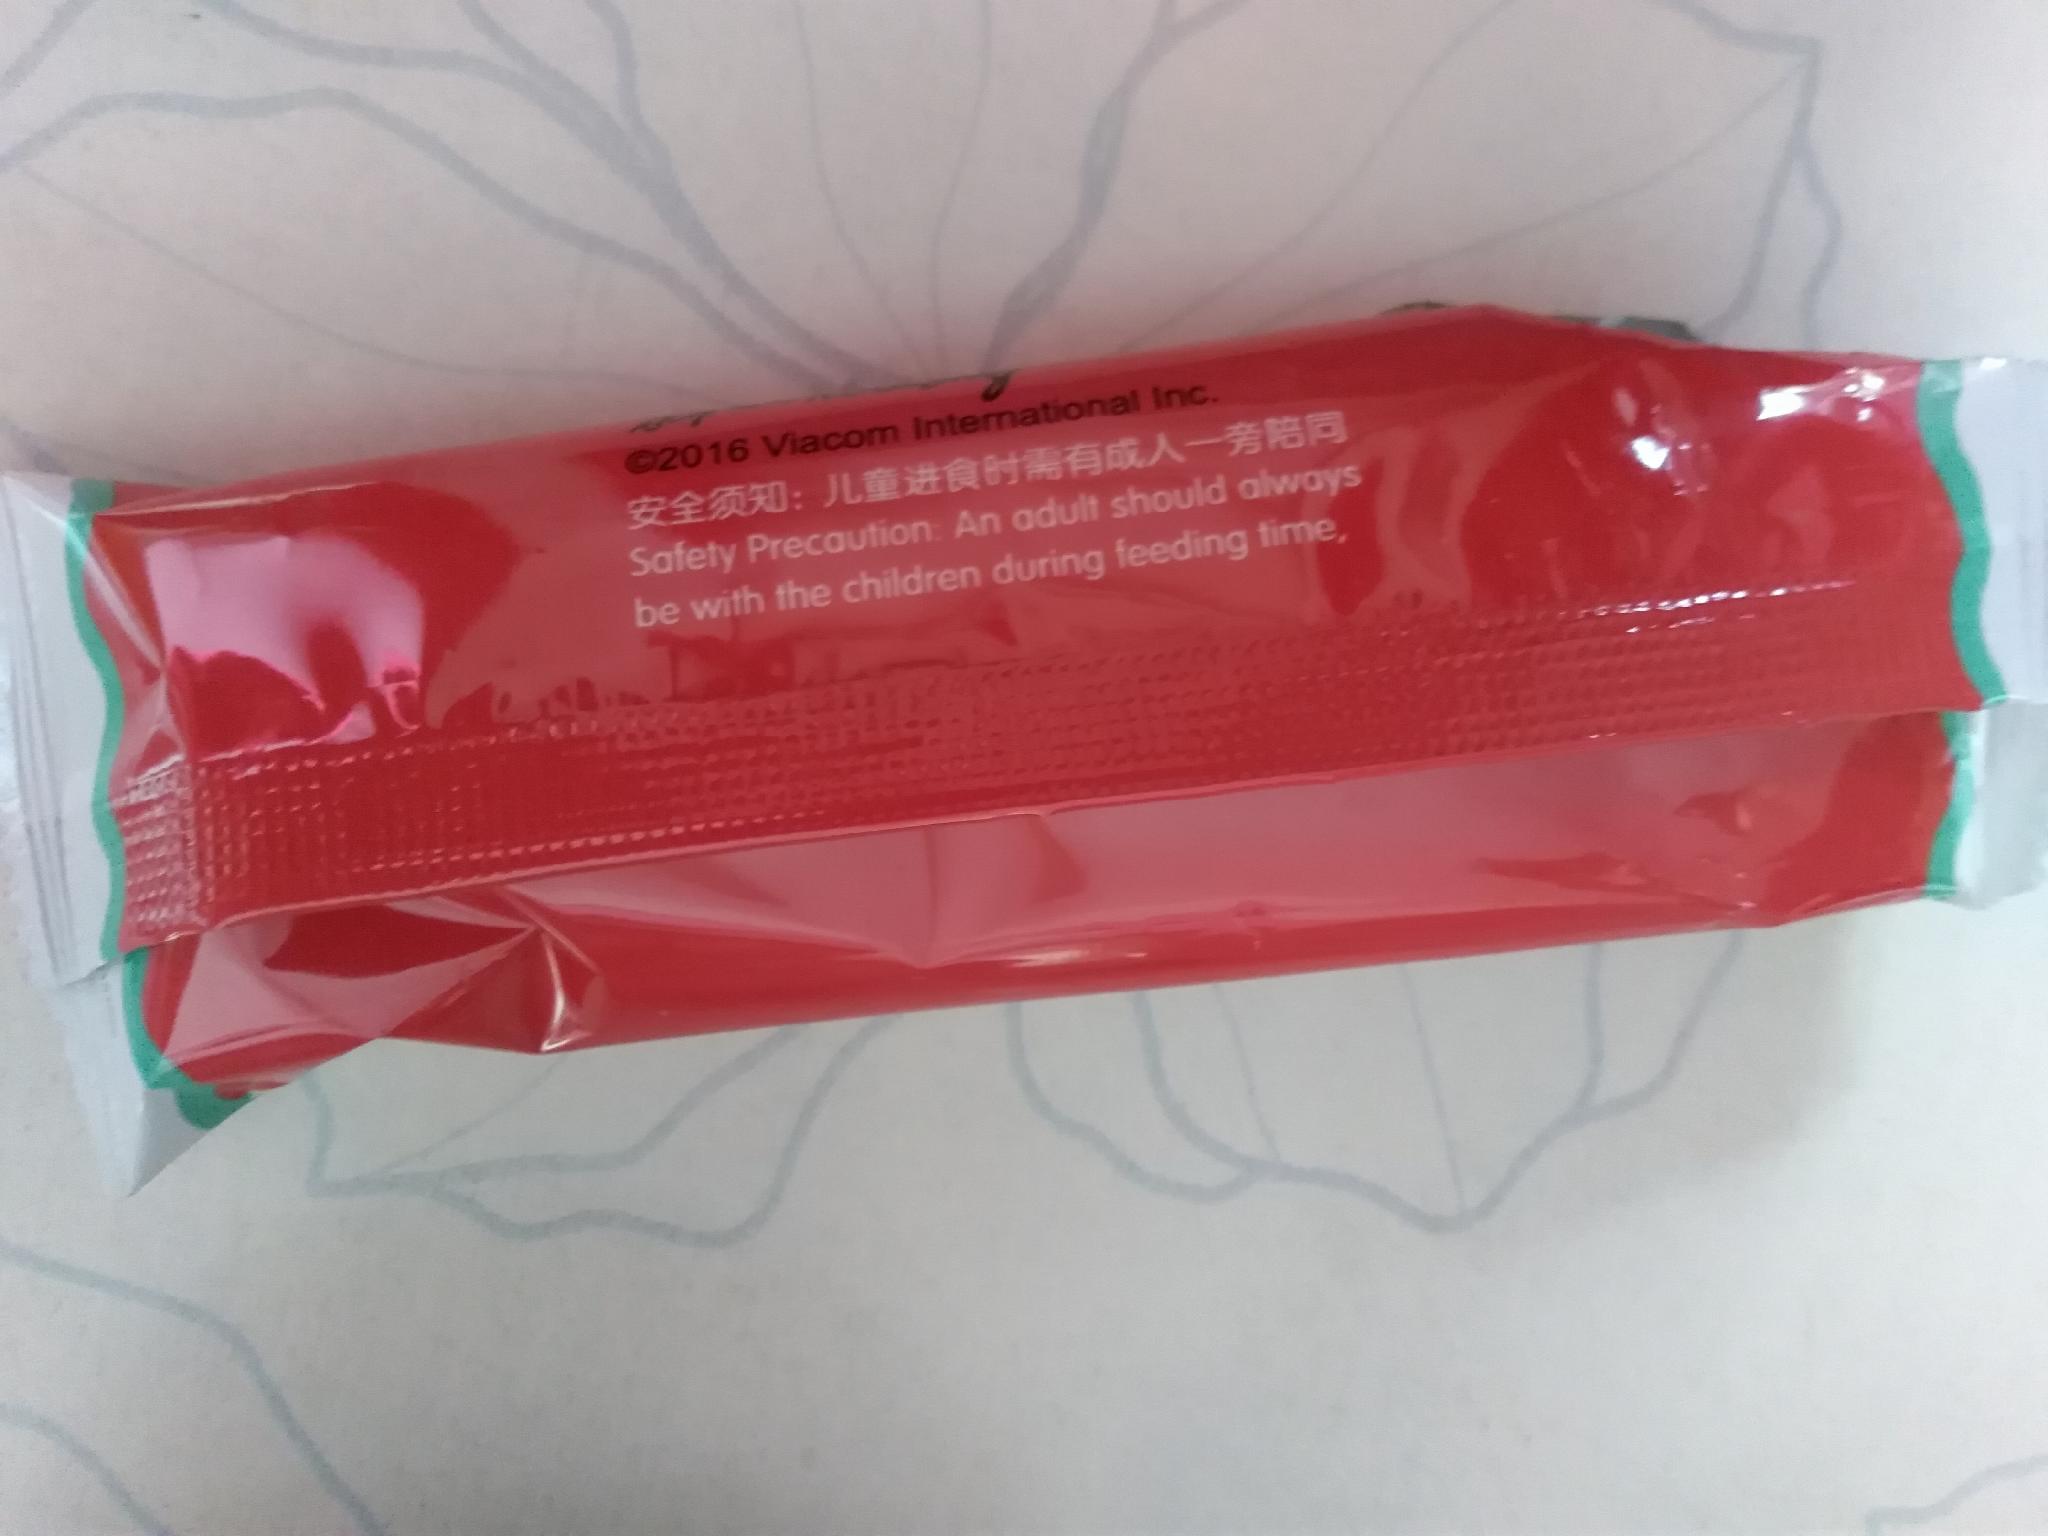 ©2016 Viacom International Inc.
安全须知：儿童进食时需有成人一旁陪同
Safety Precaution: An adult should always
be with the children during feeding time,